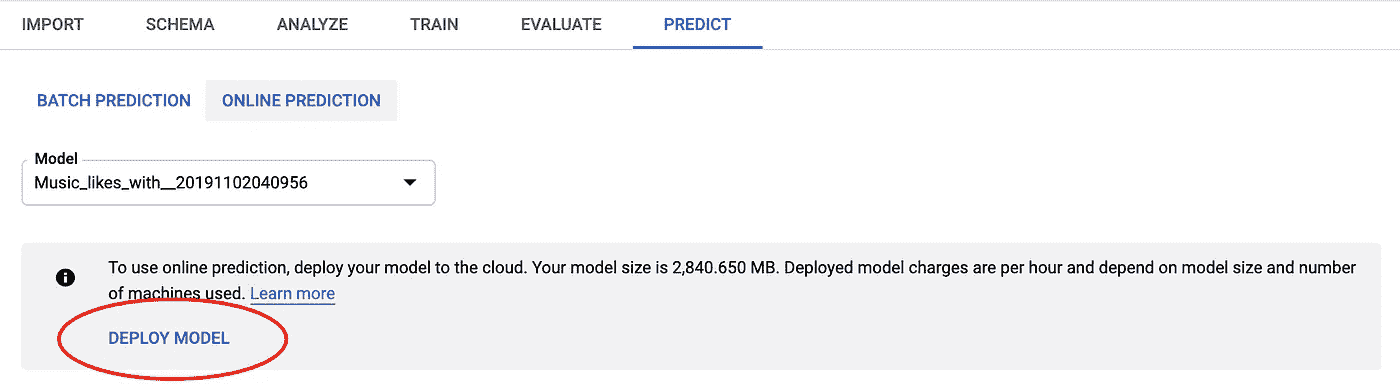 IMPORT SCHEMA ANALYZE TRAIN EVALUATE PREDICT
BATCH PREDICTION ONLINE PREDICTION
Model
Music_likes_with__20191102040956
To use online prediction, deploy your model to the cloud. Your model size is 2,840.650 MB. Deployed model charges are per hour and depend on model size and number
of machines used. Learn more
DEPLOY MODEL